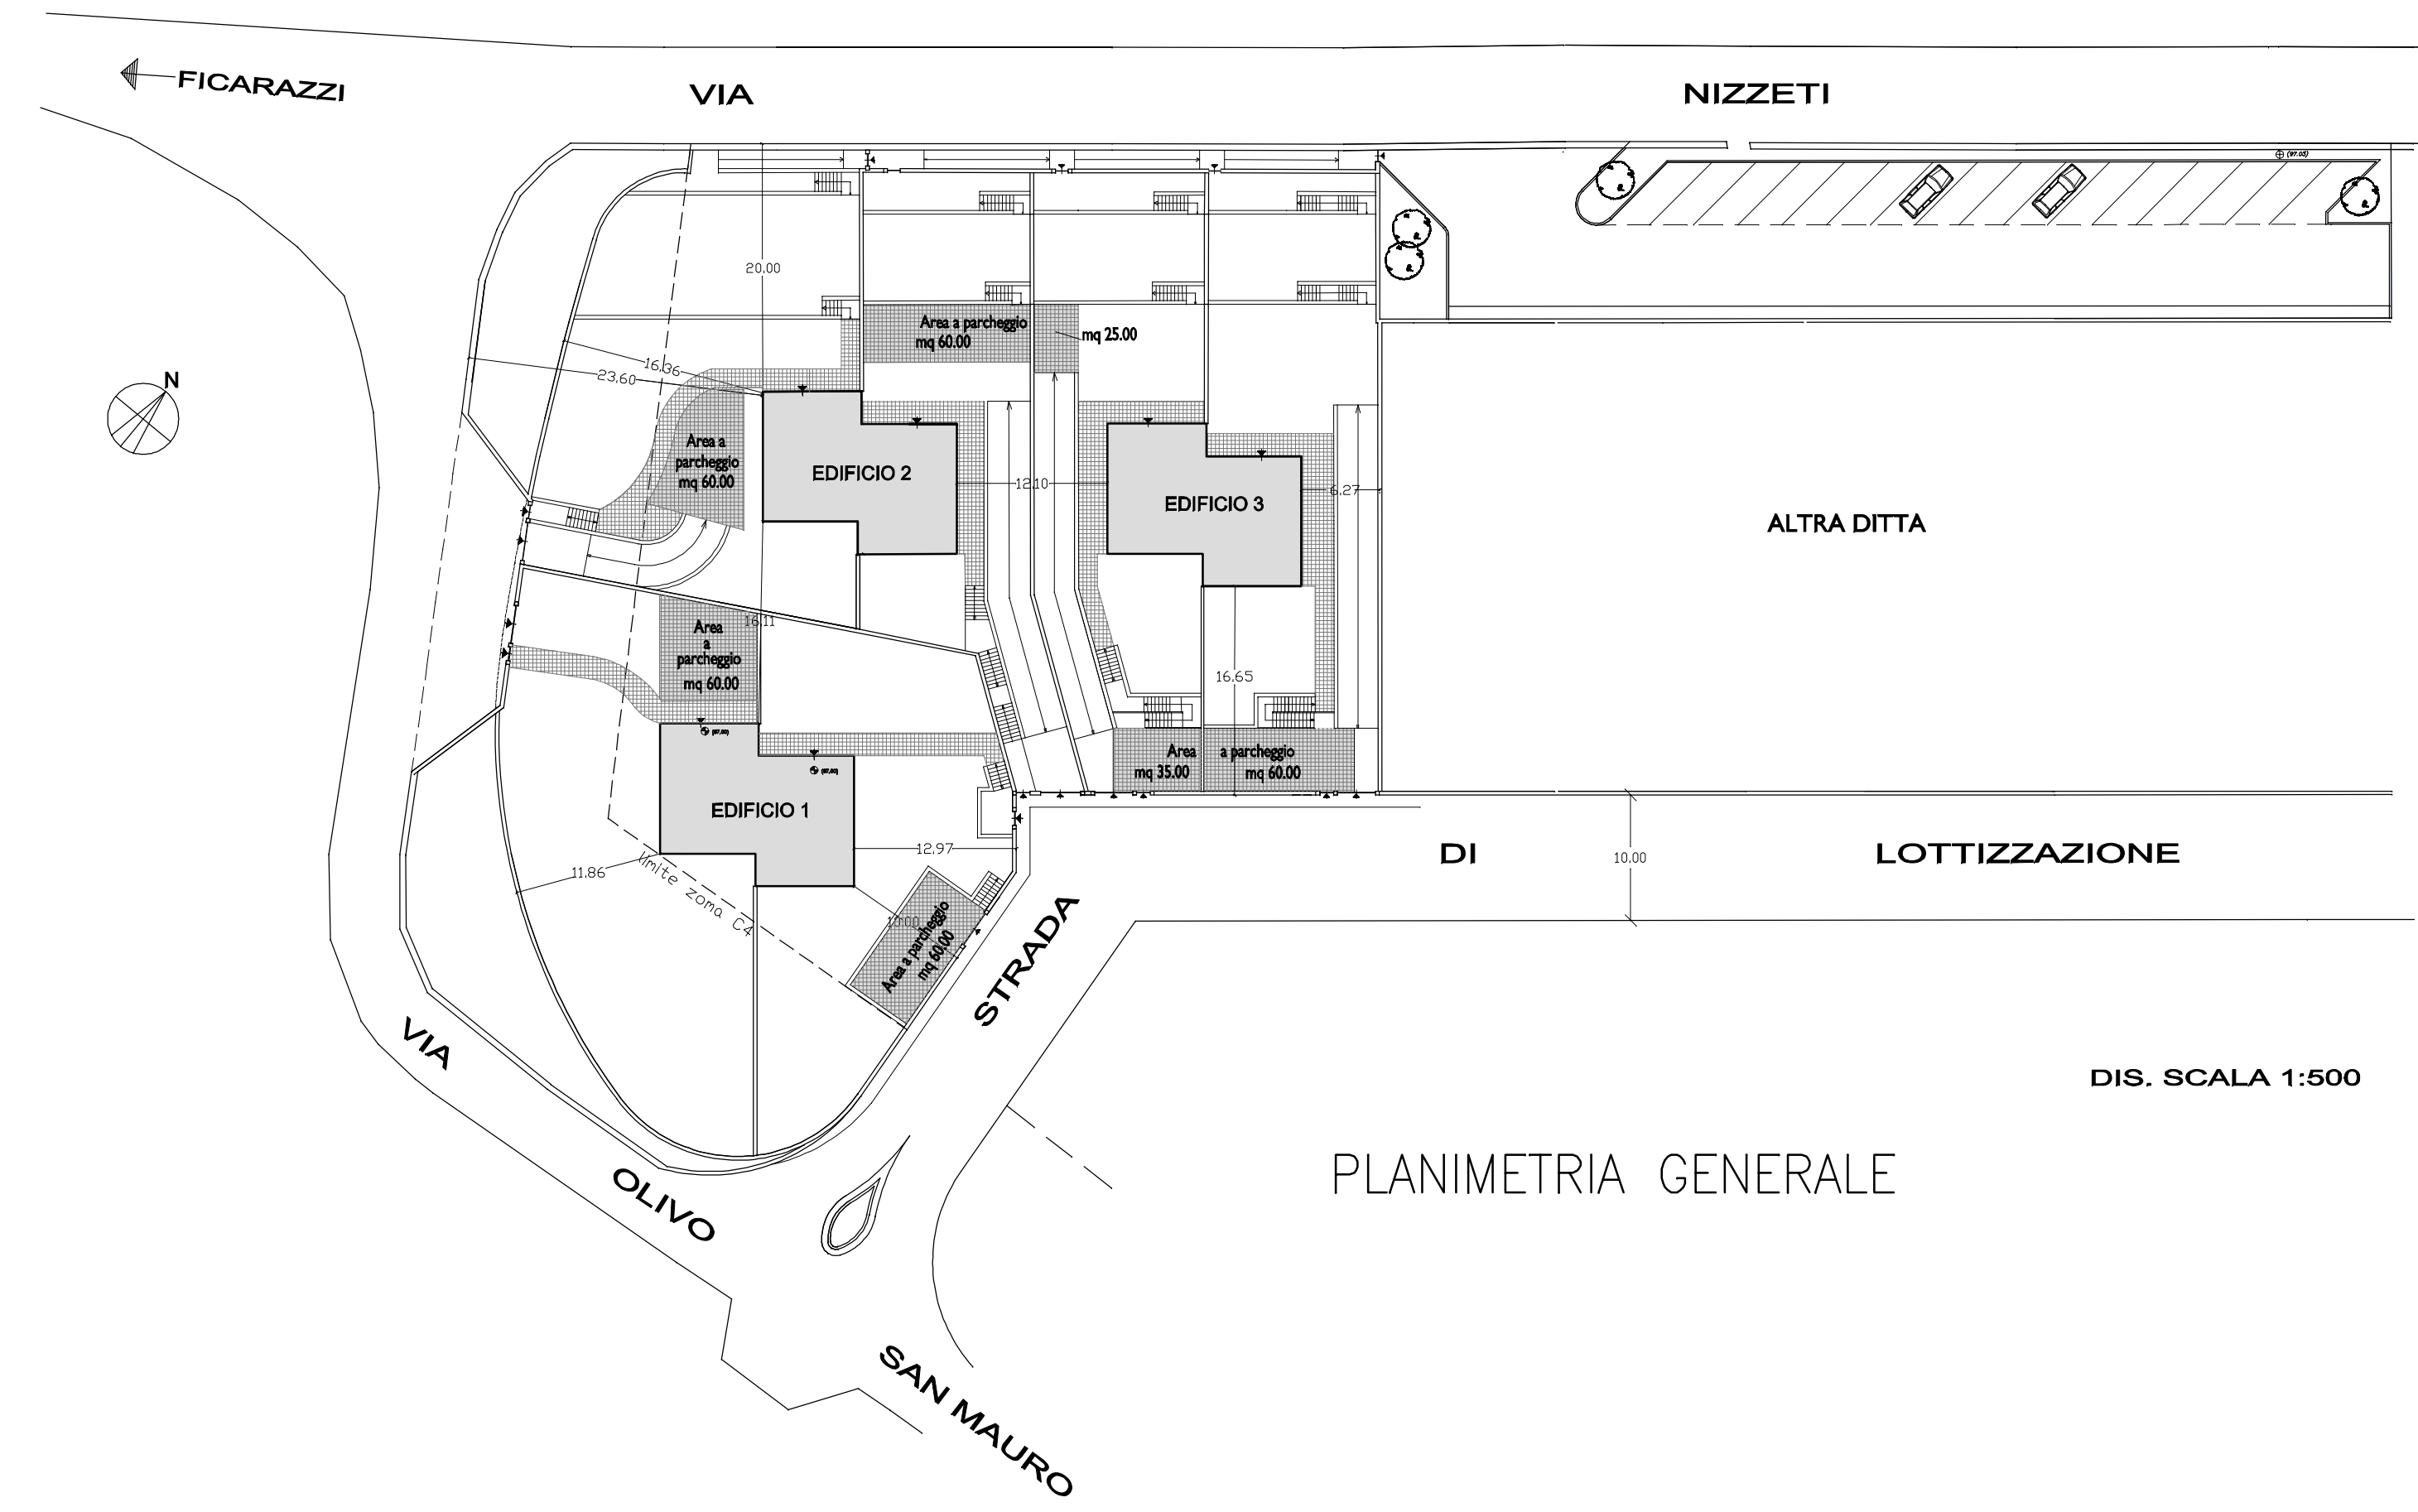 FICARAZZI
VIA
NIZZETI
(97.03)
20.00
Area a parcheggio
mq 60.00
mq 25.00
16.36
23.60
N
Area a
parcheggio
mq 60.00
EDIFICIO 2
12.10
EDIFICIO 3
6.27
ALTRA DITTA
16.11
Area
a
parcheggio
mq 60.00
16.65
Area
a parcheggio
mq 35.00
mq 60.00
EDIFICIO 1
12.97
11.86
limite zona C4
Area a parcheggio
mq 60.00
10.00
DI
LOTTIZZAZIONE
STRADA
VIA
OLIVO
SAN MAURO
DIS. SCALA 1:500
PLANIMETRIA GENERALE